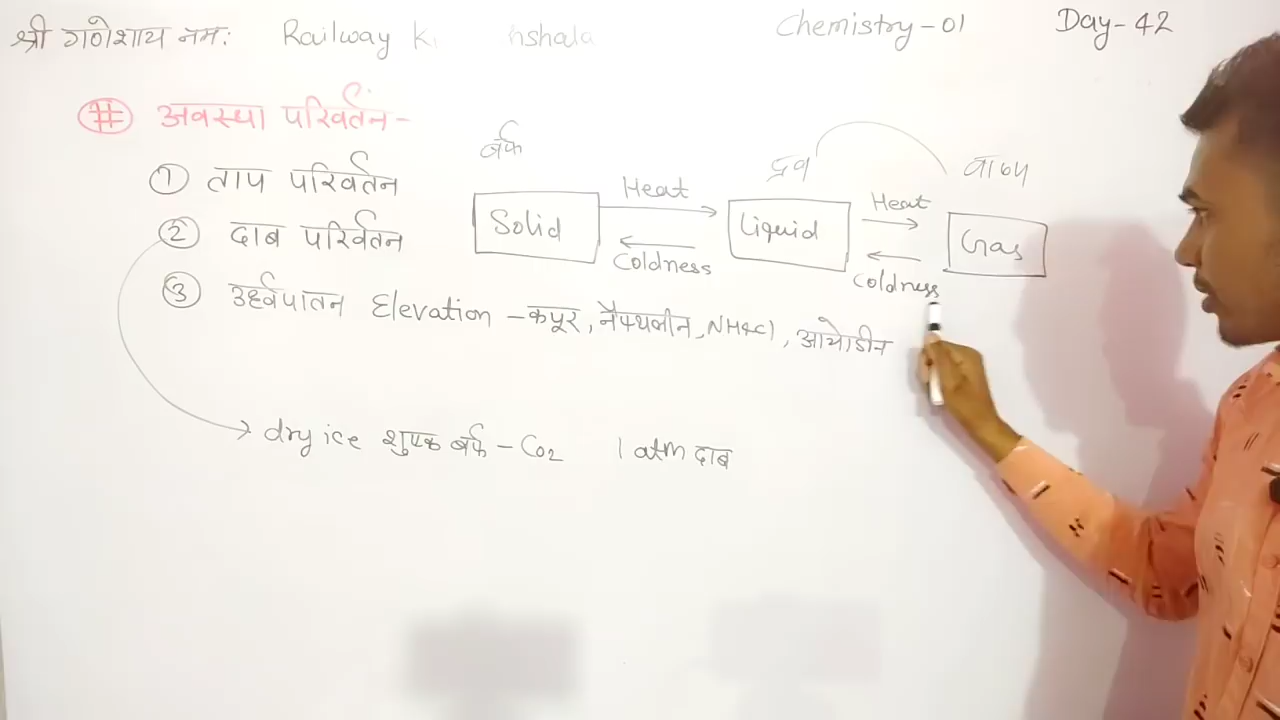 श्री गणेशाय नमः Railway K nshala Chemistry-01 Day-42
# अवस्था परिवर्तन -
① ताप परिवर्तन
② दाब परिवर्तन
③ उर्ध्वपातन Elevation - कपूर, नैफ्थलीन, NH4Cl, आयोडीन
बर्फ द्रव वाष्प
Solid Heat Liquid Heat Gas
Coldness Coldness
dry ice शुष्क बर्फ - CO2 1 atm दाब